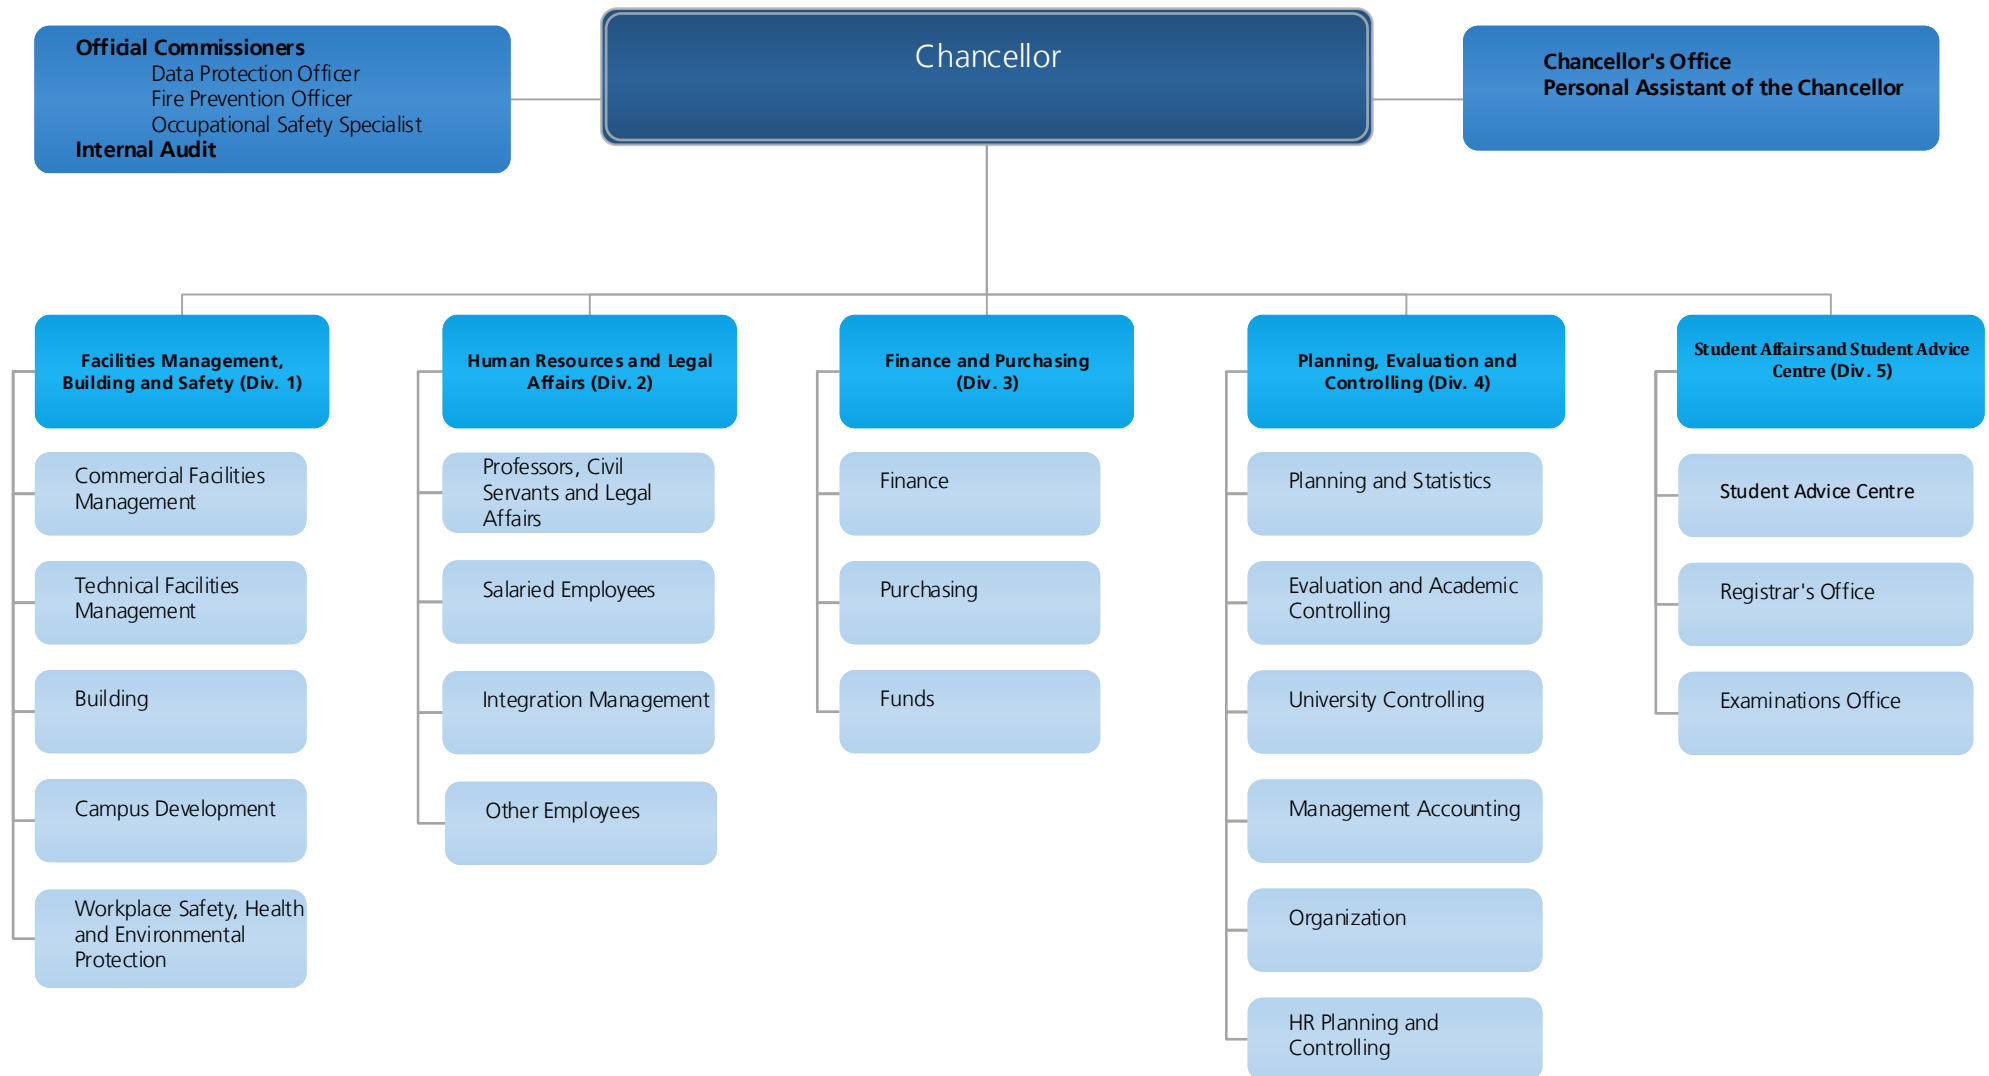 Official Commissioners
Data Protection Officer
Fire Prevention Officer
Occupational Safety Specialist
Internal Audit
Chancellor
Chancellor's Office
Personal Assistant of the Chancellor
Facilities Management,
Building and Safety (Div. 1)
Commercial Facilities
Management
Technical Facilities
Management
Building
Campus Development
Workplace Safety, Health
and Environmental
Protection
Human Resources and Legal
Affairs (Div. 2)
Professors, Civil
Servants and Legal
Affairs
Salaried Employees
Integration Management
Other Employees
Finance and Purchasing
(Div. 3)
Finance
Purchasing
Funds
Planning, Evaluation and
Controlling (Div. 4)
Planning and Statistics
Evaluation and Academic
Controlling
University Controlling
Management Accounting
Organization
HR Planning and
Controlling
Student Affairs and Student Advice
Centre (Div. 5)
Student Advice Centre
Registrar's Office
Examinations Office